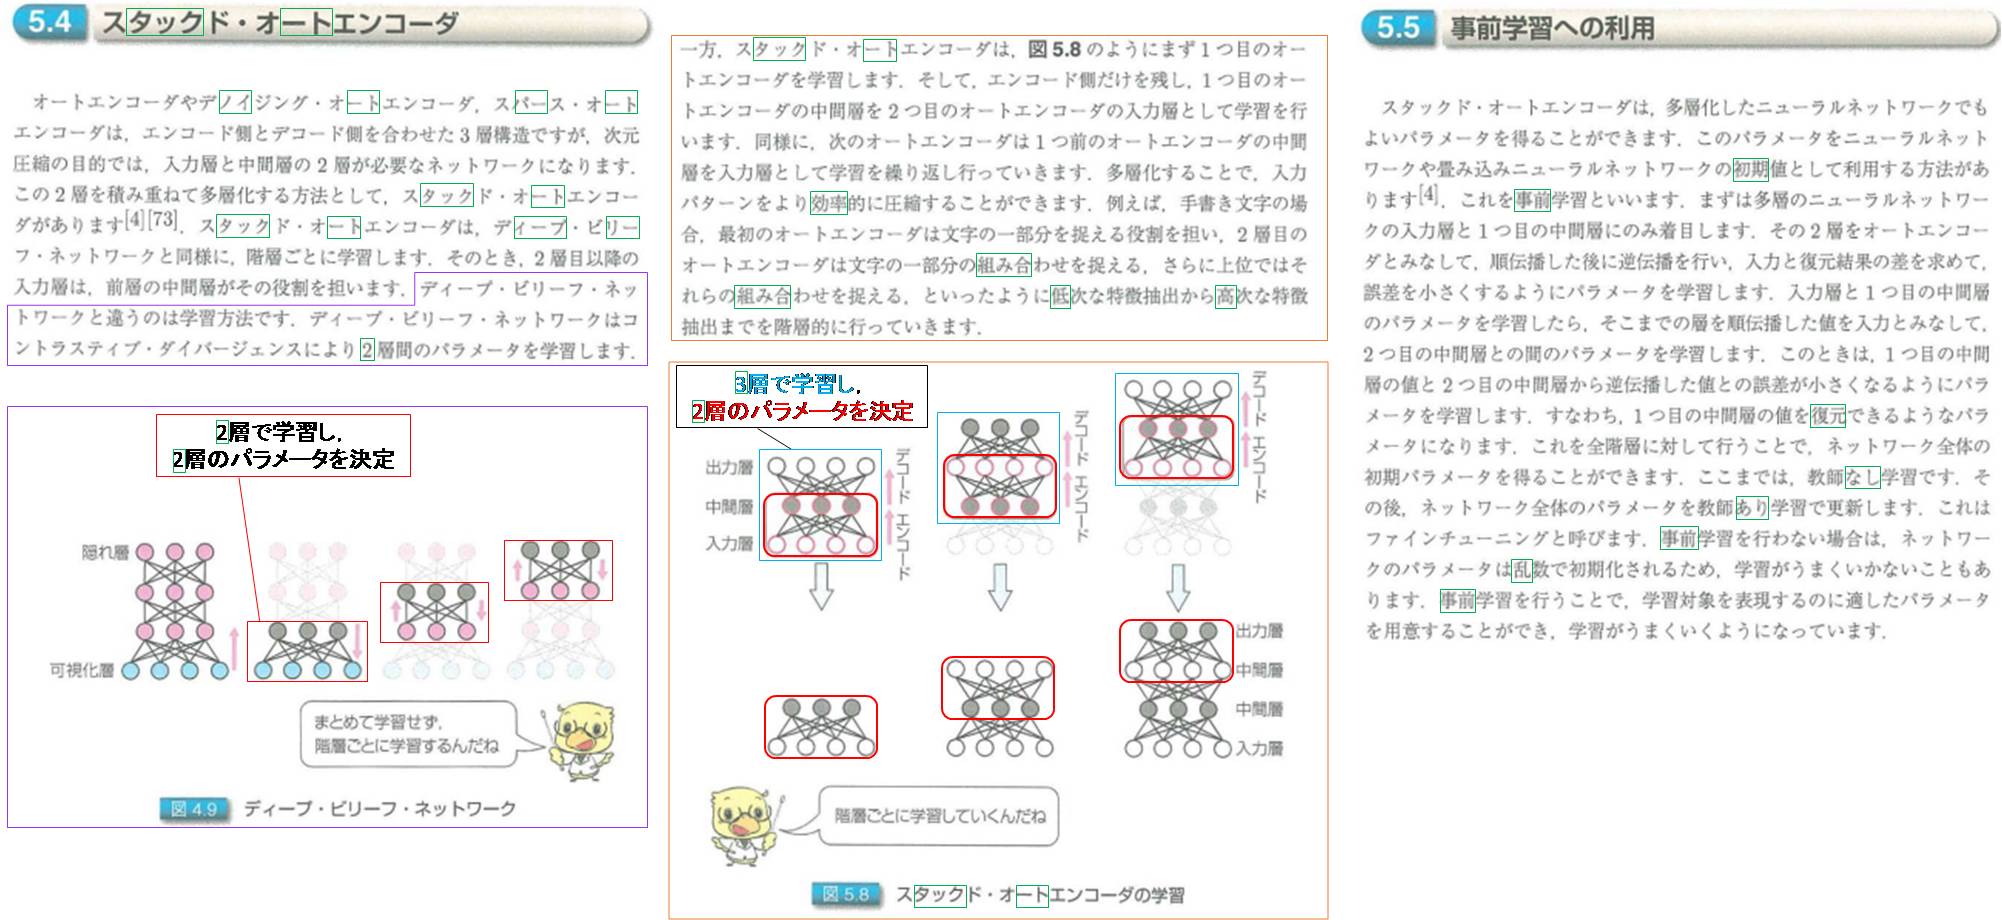 5.4 スタックド・オートエンコーダ
オートエンコーダやデノイジング・オートエンコーダ，スパース・オート
エンコーダは，エンコード側とデコード側を合わせた3層構造ですが，次元
圧縮の目的では，入力層と中間層の2層が必要なネットワークになります．
この2層を積み重ねて多層化する方法として，スタックド・オートエンコー
ダがあります[4][73]．スタックド・オートエンコーダは，ディープ・ビリー
フ・ネットワークと同様に，階層ごとに学習します．そのとき，2層目以降の
入力層は，前層の中間層がその役割を担います．ディープ・ビリーフ・ネッ
トワークと違うのは学習方法です．ディープ・ビリーフ・ネットワークはコ
ントラスティブ・ダイバージェンスにより2層間のパラメータを学習します．
2層で学習し，
2層のパラメータを決定
隠れ層
可視化層
まとめて学習せず，
階層ごとに学習するんだね
図4.9 ディープ・ビリーフ・ネットワーク
一方，スタックド・オートエンコーダは，図5.8のようにまず1つ目のオー
トエンコーダを学習します．そして，エンコード側だけを残し，1つ目のオー
トエンコーダの中間層を2つ目のオートエンコーダの入力層として学習を行
います．同様に，次のオートエンコーダは1つ前のオートエンコーダの中間
層を入力層として学習を繰り返し行っていきます．多層化することで，入力
パターンをより効率的に圧縮することができます．例えば，手書き文字の場
合，最初のオートエンコーダは文字の一部分を捉える役割を担い，2層目の
オートエンコーダは文字の一部分の組み合わせを捉える，さらに上位ではそ
れらの組み合わせを捉える，といったように低次な特徴抽出から高次な特徴
抽出までを階層的に行っていきます．
3層で学習し，
2層のパラメータを決定
出力層
中間層
入力層
デコード
エンコード
デコード
エンコード
デコード
エンコード
出力層
中間層
中間層
入力層
階層ごとに学習していくんだね
図5.8 スタックド・オートエンコーダの学習
5.5 事前学習への利用
スタックド・オートエンコーダは，多層化したニューラルネットワークでも
よいパラメータを得ることができます．このパラメータをニューラルネット
ワークや畳み込みニューラルネットワークの初期値として利用する方法があ
ります[4]．これを事前学習といいます．まずは多層のニューラルネットワー
クの入力層と1つ目の中間層にのみ着目します．その2層をオートエンコー
ダとみなして，順伝播した後に逆伝播を行い，入力と復元結果の差を求めて，
誤差を小さくするようにパラメータを学習します．入力層と1つ目の中間層
のパラメータを学習したら，そこまでの層を順伝播した値を入力とみなして，
2つ目の中間層との間のパラメータを学習します．このときは，1つ目の中間
層の値と2つ目の中間層から逆伝播した値との誤差が小さくなるようにパラ
メータを学習します．すなわち，1つ目の中間層の値を復元できるようなパラ
メータになります．これを全階層に対して行うことで，ネットワーク全体の
初期パラメータを得ることができます．ここまでは，教師なし学習です．そ
の後，ネットワーク全体のパラメータを教師あり学習で更新します．これは
ファインチューニングと呼びます．事前学習を行わない場合は，ネットワー
クのパラメータは乱数で初期化されるため，学習がうまくいかないこともあ
ります．事前学習を行うことで，学習対象を表現するのに適したパラメータ
を用意することができ，学習がうまくいくようになっています．